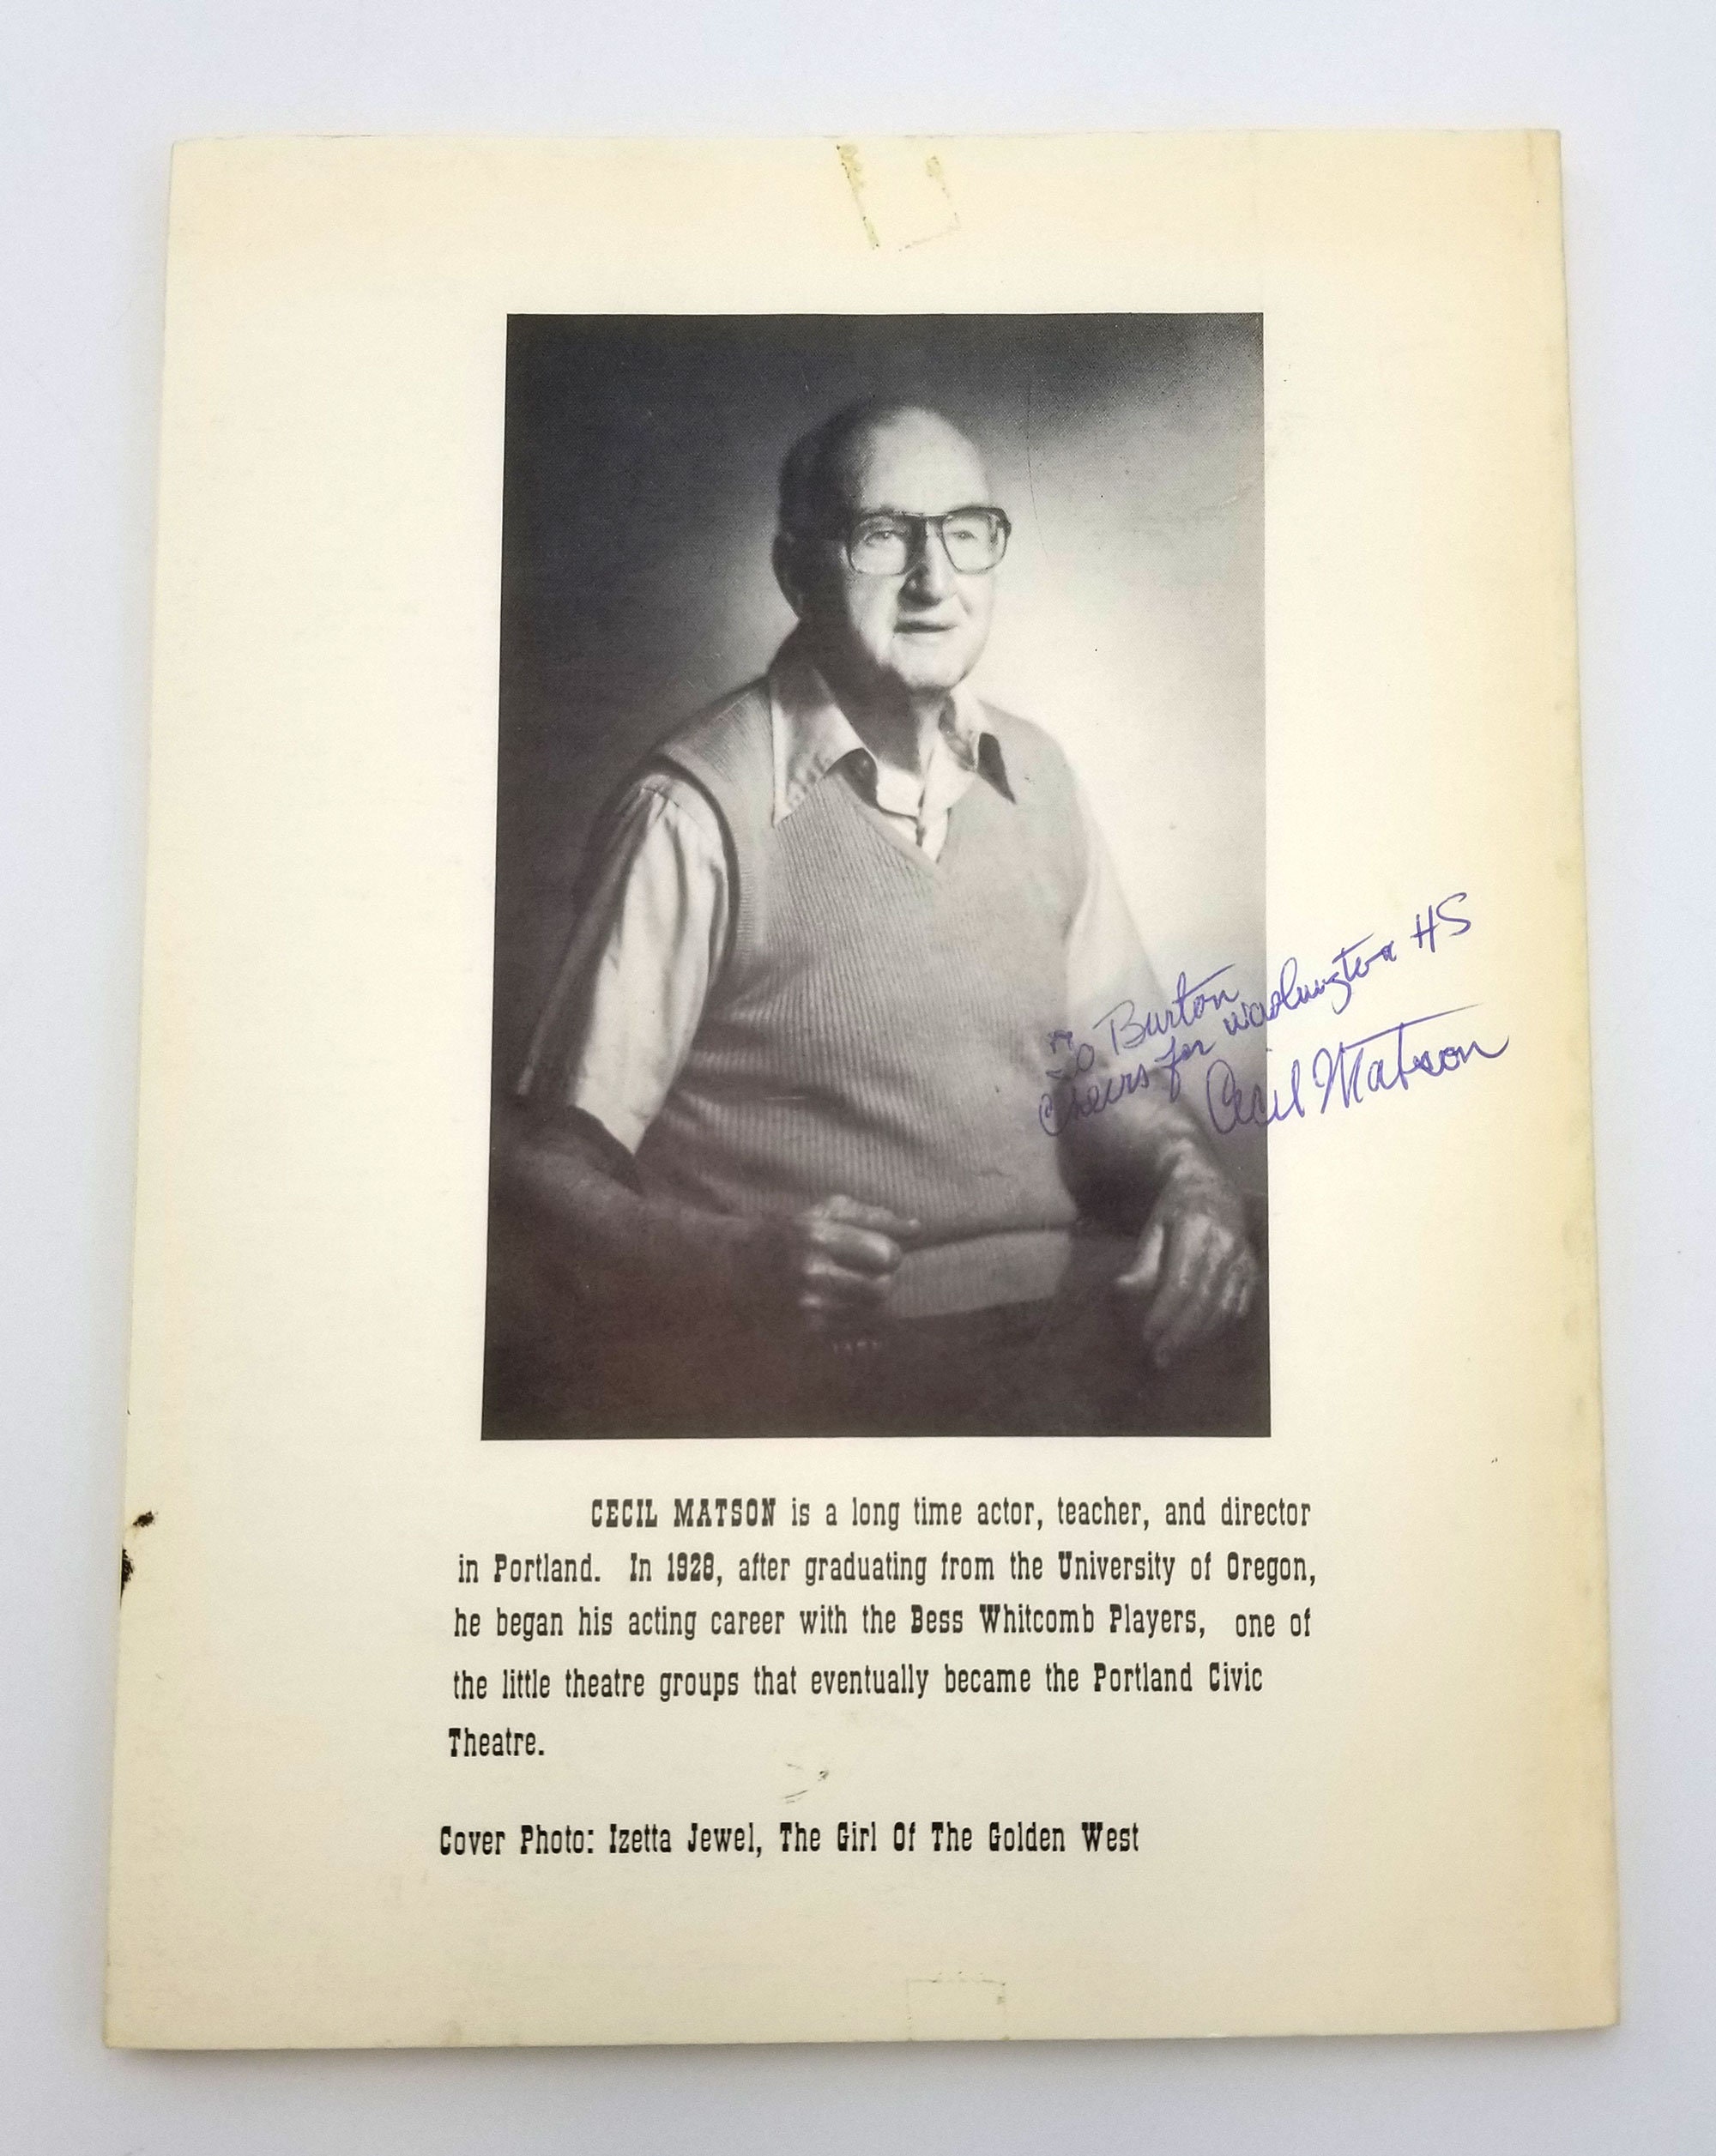 To Burton
Cheers for Washington HS
Cecil Matson
CECIL MATSON is a long time actor, teacher, and director
in Portland. In 1928, after graduating from the University of Oregon,
he began his acting career with the Bess Whitcomb Players, one of
the little theatre groups that eventually became the Portland Civic
Theatre.
Cover Photo: Izetta Jewel, The Girl Of The Golden West